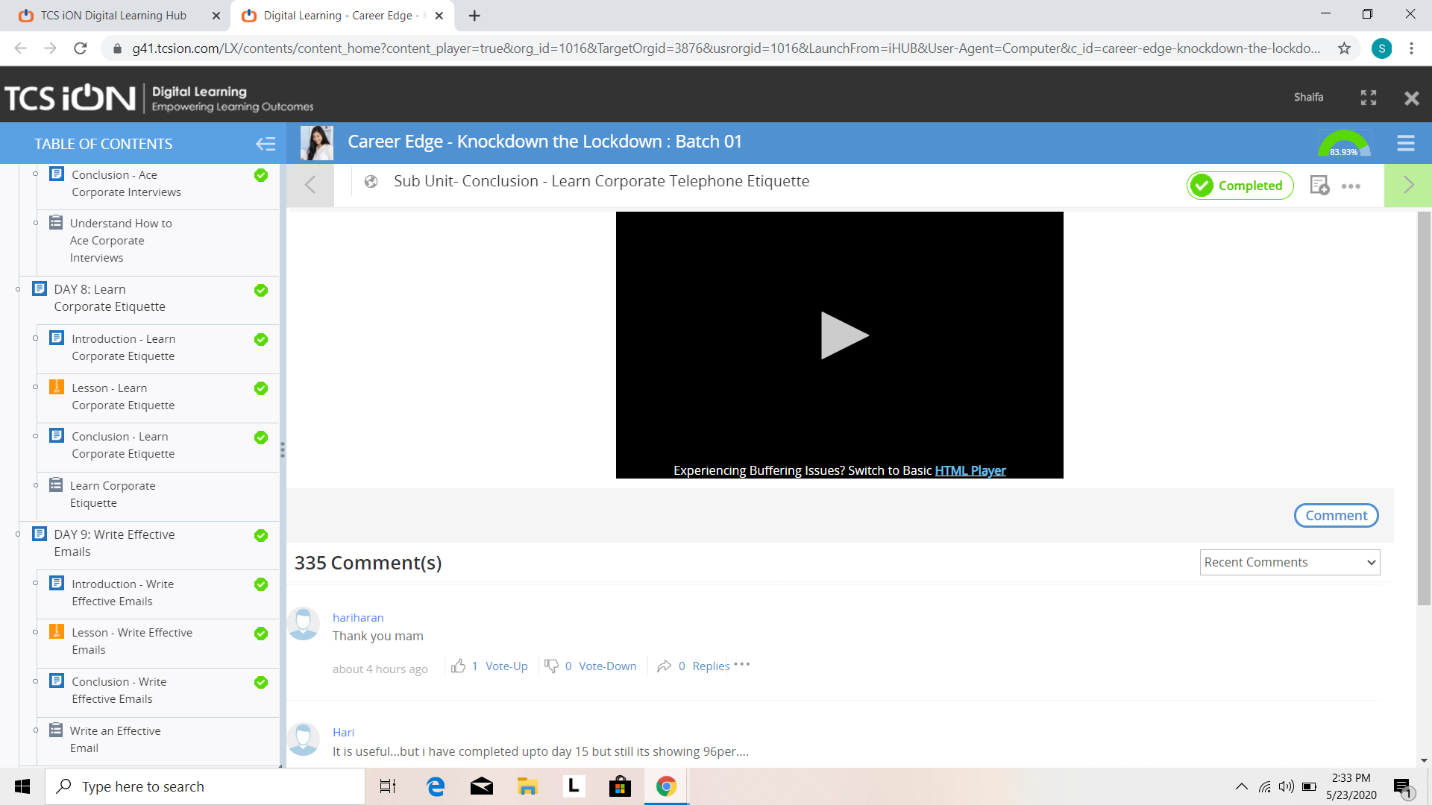 TCS iON Digital Learning Hub
Digital Learning - Career Edge -
g41.tcsion.com/LX/contents/content_home?content_player=true&org_id=1016&TargetOrgid=3876&usrorgid=1016&LaunchFrom=iHUB&User-Agent=Computer&c_id=career-edge-knockdown-the-lockdo...
S
TCS iON
Digital Learning
Empowering Learning Outcomes
Shalfa
TABLE OF CONTENTS
Career Edge - Knockdown the Lockdown : Batch 01
83.93%
Conclusion - Ace
Corporate Interviews
Understand How to
Ace Corporate
Interviews
DAY 8: Learn
Corporate Etiquette
Introduction - Learn
Corporate Etiquette
Lesson - Learn
Corporate Etiquette
Conclusion - Learn
Corporate Etiquette
Learn Corporate
Etiquette
DAY 9: Write Effective
Emails
Introduction - Write
Effective Emails
Lesson - Write Effective
Emails
Conclusion - Write
Effective Emails
Write an Effective
Email
Sub Unit- Conclusion - Learn Corporate Telephone Etiquette
Completed
Experiencing Buffering Issues? Switch to Basic HTML Player
Comment
335 Comment(s)
Recent Comments
hariharan
Thank you mam
about 4 hours ago
1 Vote-Up
0 Vote-Down
0 Replies
Hari
It is useful...but i have completed upto day 15 but still its showing 96per....
Type here to search
L
2:33 PM
5/23/2020
1